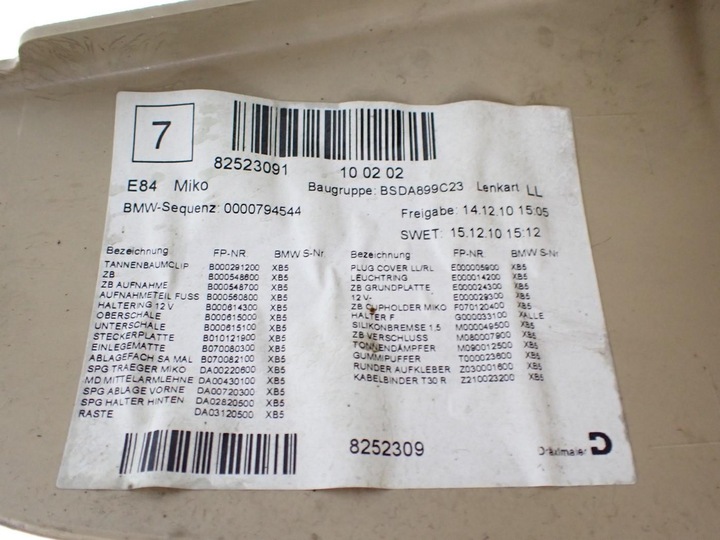 7
82523091 10 02 02
E84 Miko Baugruppe: BSDA899C23 Lenkart LL
BMW-Sequenz: 0000794544 Freigabe: 14.12.10 15:05
SWET: 15.12.10 15:12
Bezeichnung FP-NR. BMW S-Nr.
TANNENBAUMCLIP B000291200 XB5
ZB B000548600 XB5
ZB AUFNAHME B000548700 XB5
AUFNAHMETEIL FUSS B000560800 XB5
HALTERING 12 V B000614300 XB5
OBERSCHALE B000615000 XB5
UNTERSCHALE B000615100 XB5
STECKERPLATTE B010121900 XB5
EINLEGEMATTE B070080300 XB5
ABLAGEFACH SA MAL B070082100 XB5
SPG TRAEGER MIKO DA00220600 XB5
MD MITTELARMLEHNE DA00430100 XB5
SPG ABLAGE VORNE DA00720300 XB5
SPG HALTER HINTEN DA02820500 XB5
RASTE DA03120500 XB5
Bezeichnung FP-NR. BMW S-Nr
PLUG COVER LL/RL E000005900 XB5
LEUCHTRING E000014200 XB5
ZB GRUNDPLATTE E000024300 XB5
12 V- E000029300 XB5
ZB CUPHOLDER MIKO F070120400 XB5
HALTER F G000033100 XALLE
SILIKONBREMSE 1,5 M000049500 XB5
ZB VERSCHLUSS M080007900 XB5
TONNENDÄMPFER M090012500 XB5
GUMMIPUFFER T000023600 XB5
RUNDER AUFKLEBER Z030001600 XB5
KABELBINDER T30 R Z210023200 XB5
8252309 Dräxlmaier